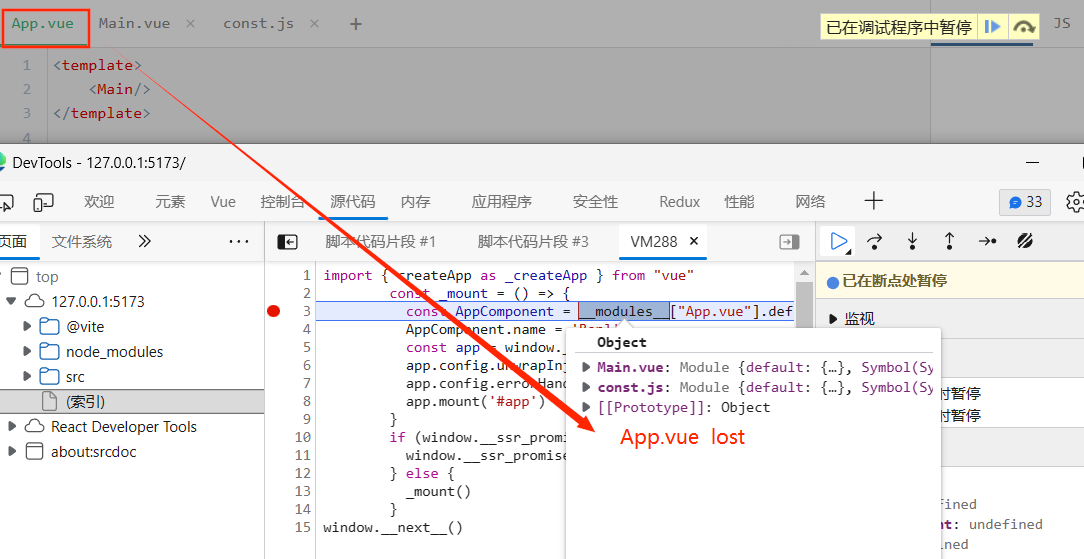 App.vue Main.vue × const.js × +
已在调试程序中暂停
JS
1 <template>
2 <Main/>
3 </template>
4
DevTools - 127.0.0.1:5173/
欢迎 元素 Vue 控制台 源代码 内存 应用程序 安全性 Redux 性能 网络 33
页面 文件系统
脚本代码片段 #1 脚本代码片段 #3 VM288 ×
top
127.0.0.1:5173
@vite
node_modules
src
(索引)
React Developer Tools
about:srcdoc
1 import { createApp as _createApp } from "vue"
2 const _mount = () => {
3 const AppComponent = __modules__["App.vue"].def
4 AppComponent.name =
5 const app = window.
6 app.config.unwrapInj
7 app.config.errorHand
8 app.mount('#app')
9 }
10 if (window.__ssr_promi
11 window.__ssr_promise
12 } else {
13 _mount()
14 }
15 window.__next__()
Object
Main.vue: Module {default: {…}, Symbol(Sy
const.js: Module {default: {…}, Symbol(Sy
[[Prototype]]: Object
App.vue lost
已在断点处暂停
监视
时暂停
时暂停
fined
nt: undefined
ned